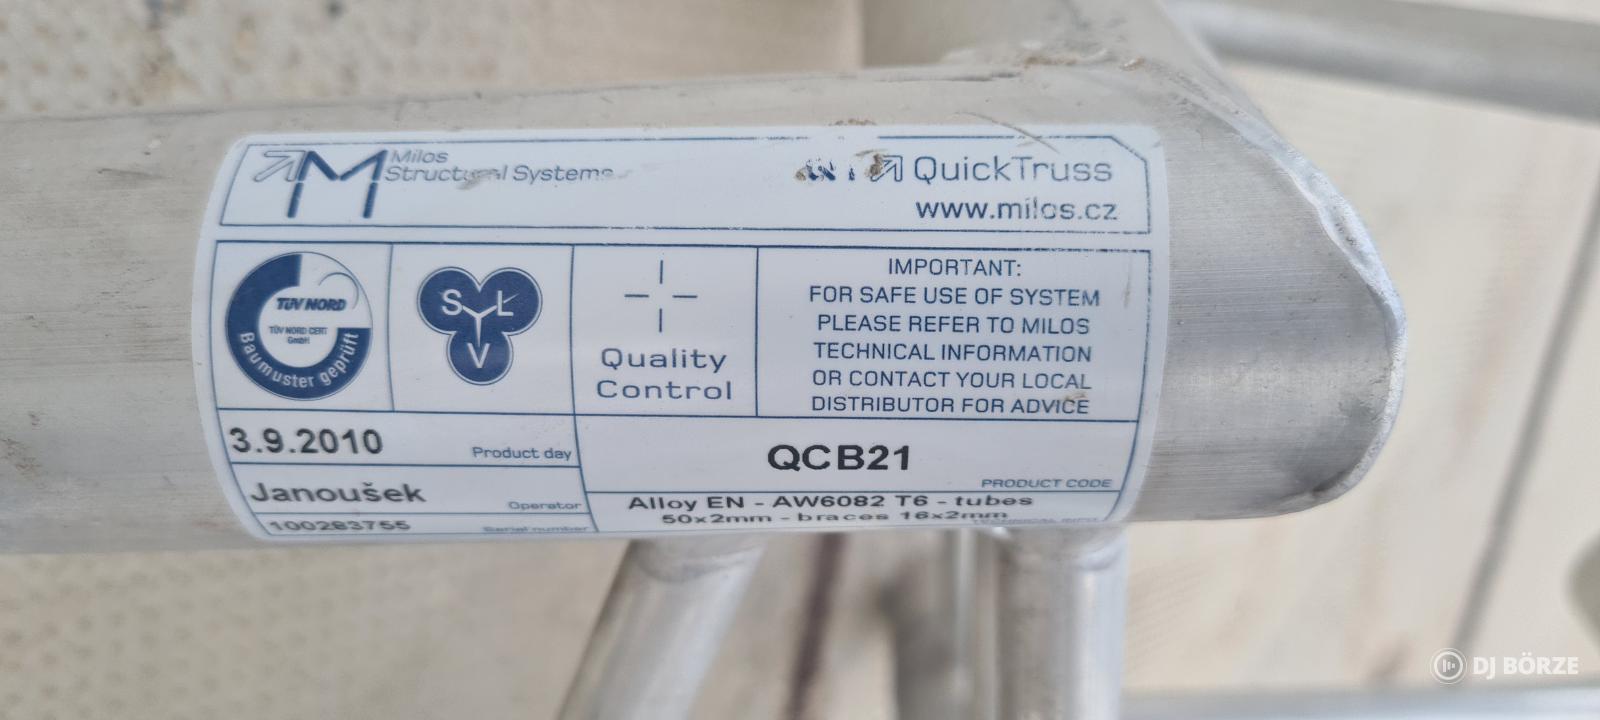 Milos
Structural Systems
QuickTruss
www.milos.cz
TÜV NORD
TÜV NORD CERT
GmbH
Baumuster geprüft
S L
V
Quality
Control
IMPORTANT:
FOR SAFE USE OF SYSTEM
PLEASE REFER TO MILOS
TECHNICAL INFORMATION
OR CONTACT YOUR LOCAL
DISTRIBUTOR FOR ADVICE
3.9.2010 Product day
Janoušek Operator
100283755 Serial number
QCB21
PRODUCT CODE
Alloy EN - AW6082 T6 - tubes
50x2mm - braces 16x2mm
TECHNICAL INFO
DJ BÖRZE